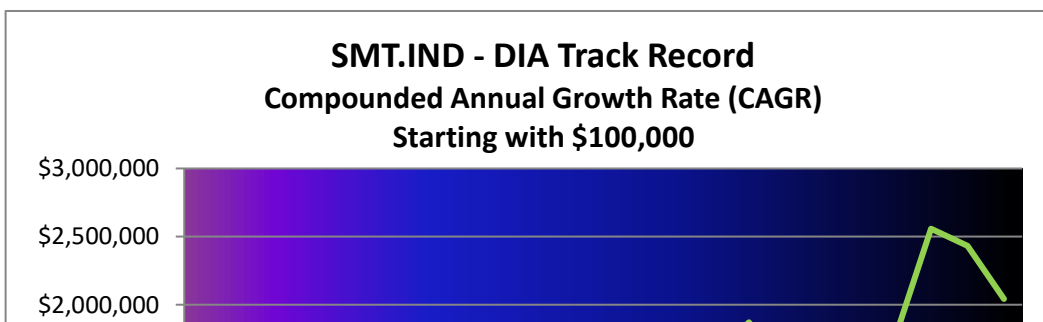 SMT.IND - DIA Track Record
Compounded Annual Growth Rate (CAGR)
Starting with $100,000
$3,000,000
$2,500,000
$2,000,000